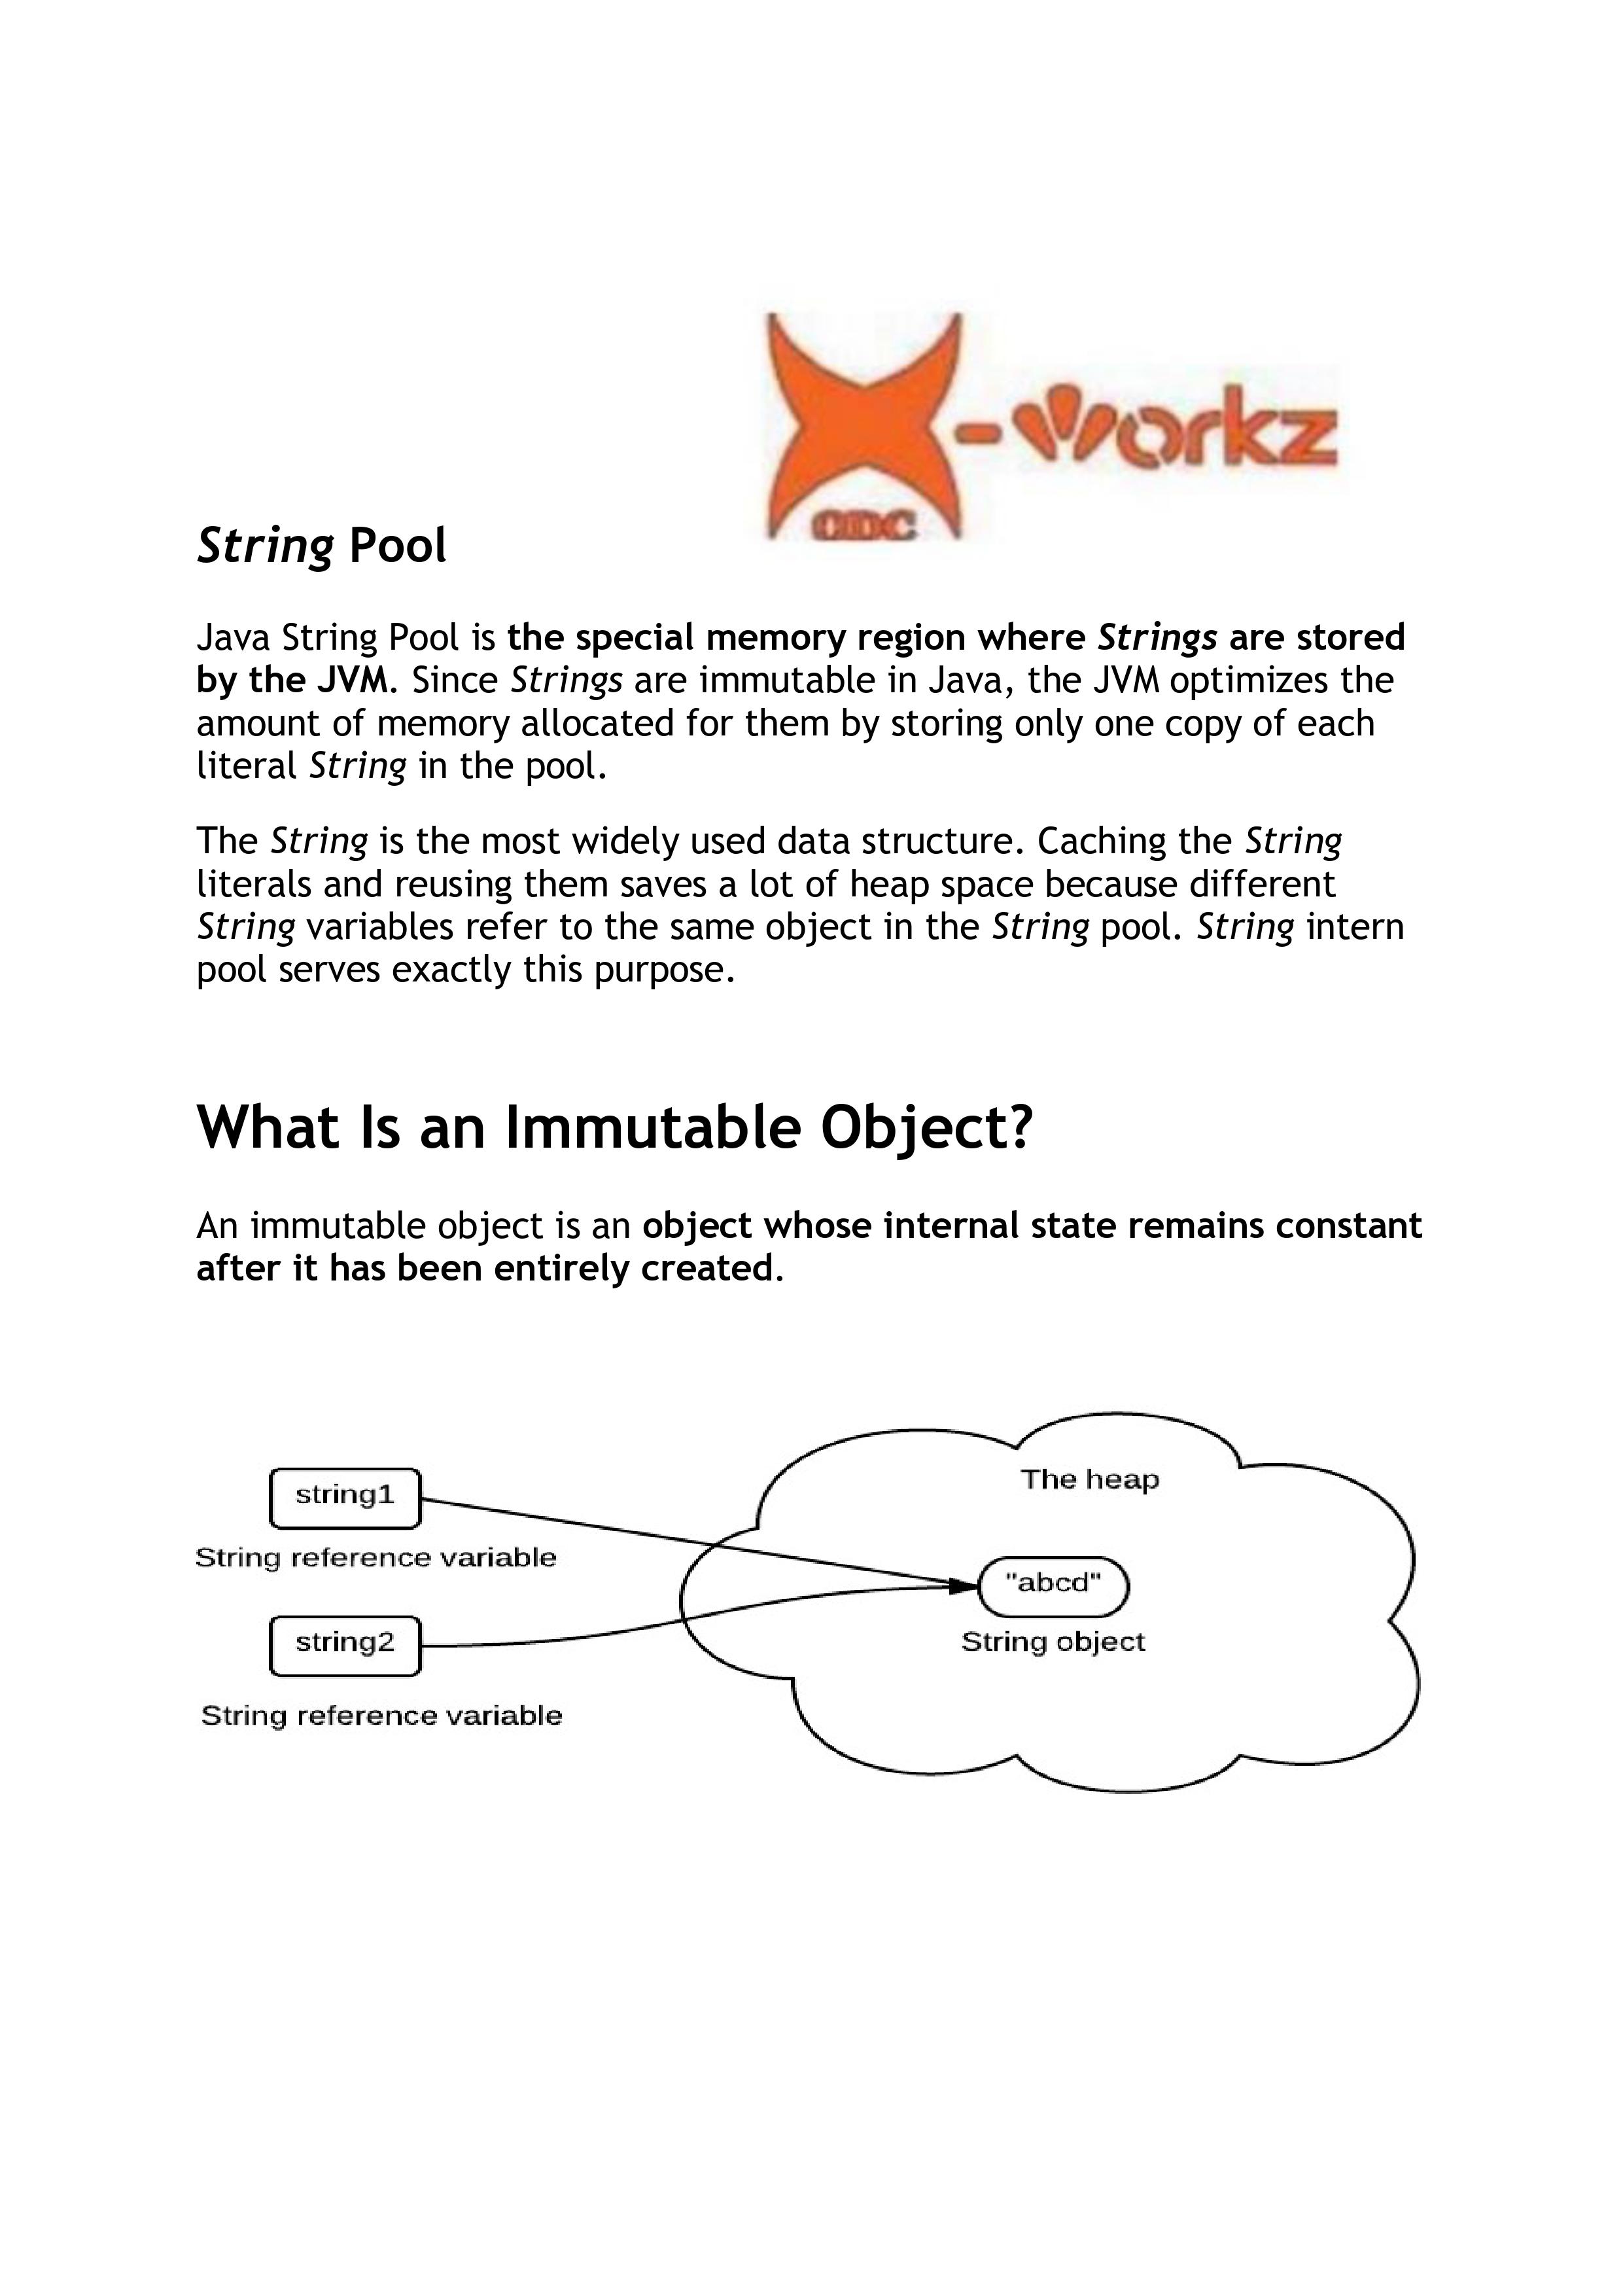 X-workz
ODC
String Pool
Java String Pool is the special memory region where Strings are stored
by the JVM. Since Strings are immutable in Java, the JVM optimizes the
amount of memory allocated for them by storing only one copy of each
literal String in the pool.
The String is the most widely used data structure. Caching the String
literals and reusing them saves a lot of heap space because different
String variables refer to the same object in the String pool. String intern
pool serves exactly this purpose.
What Is an Immutable Object?
An immutable object is an object whose internal state remains constant
after it has been entirely created.
The heap
string1
String reference variable
"abcd"
string2
String object
String reference variable